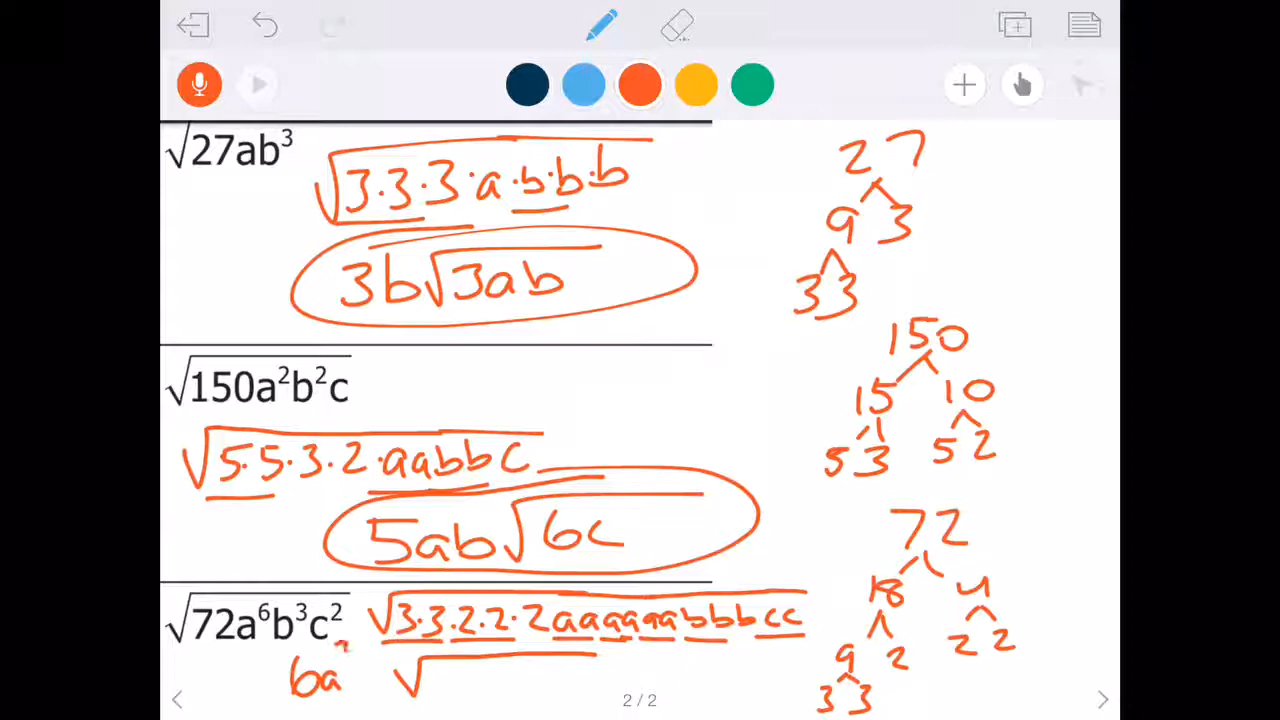 √27ab³
√3·3·3·a·b·b·b
3b√3ab
27
9 3
3 3
√150a²b²c
√5·5·3·2·aabbc
5ab√6c
150
15 10
5 3 5 2
√72a⁶b³c²
√3·3·2·2·2aaaaaabbbcc
6a
√
72
18 4
9 2 2 2
3 3
2 / 2